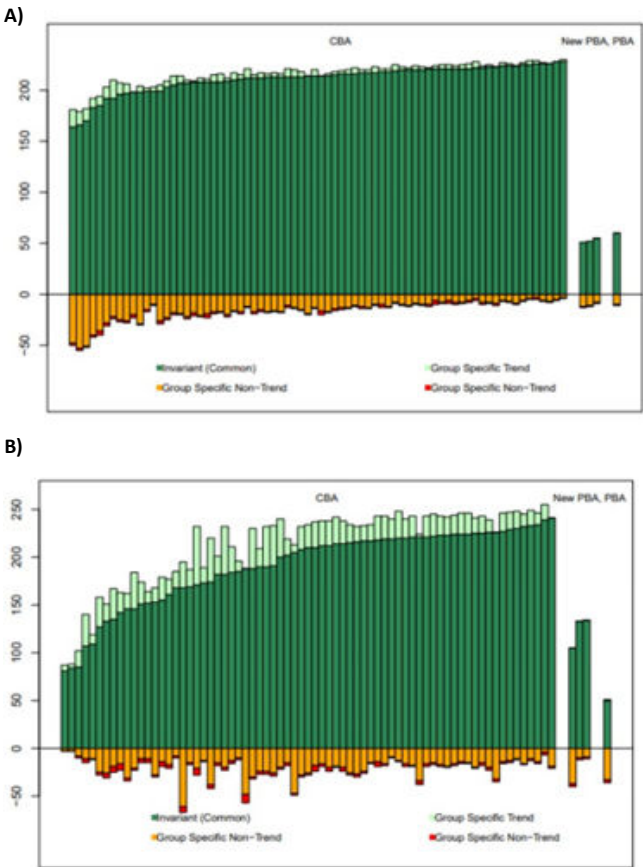 A)
CBA New PBA, PBA
200
150
100
50
0
−50
Invariant (Common) Group Specific Trend
Group Specific Non−Trend Group Specific Non−Trend
B)
CBA New PBA, PBA
250
200
150
100
50
0
−50
Invariant (Common) Group Specific Trend
Group Specific Non−Trend Group Specific Non−Trend